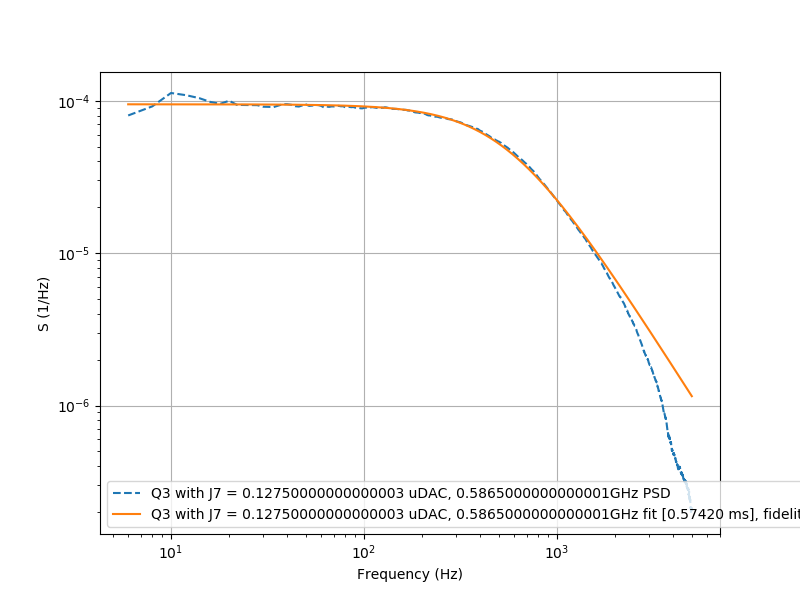 10⁻⁴
10⁻⁵
10⁻⁶
S (1/Hz)
Q3 with J7 = 0.12750000000000003 uDAC, 0.5865000000000001GHz PSD
Q3 with J7 = 0.12750000000000003 uDAC, 0.5865000000000001GHz fit [0.57420 ms], fidelit
10¹ 10² 10³
Frequency (Hz)